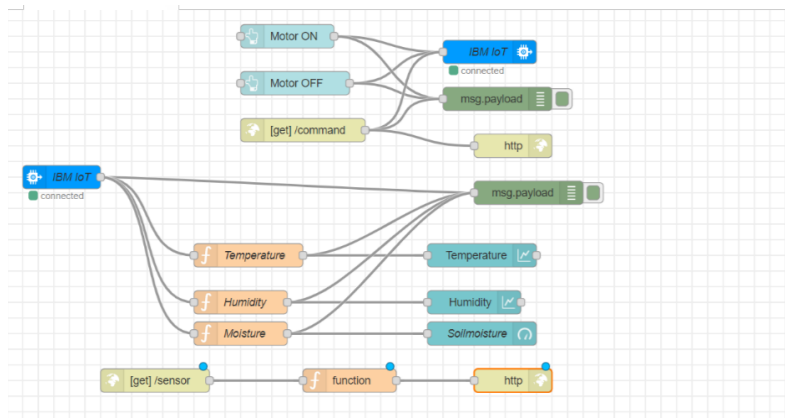 Motor ON
IBM IoT
connected
Motor OFF
msg.payload
[get] /command
http
IBM IoT
connected
msg.payload
Temperature
Temperature
Humidity
Humidity
Moisture
Soilmoisture
[get] /sensor
function
http